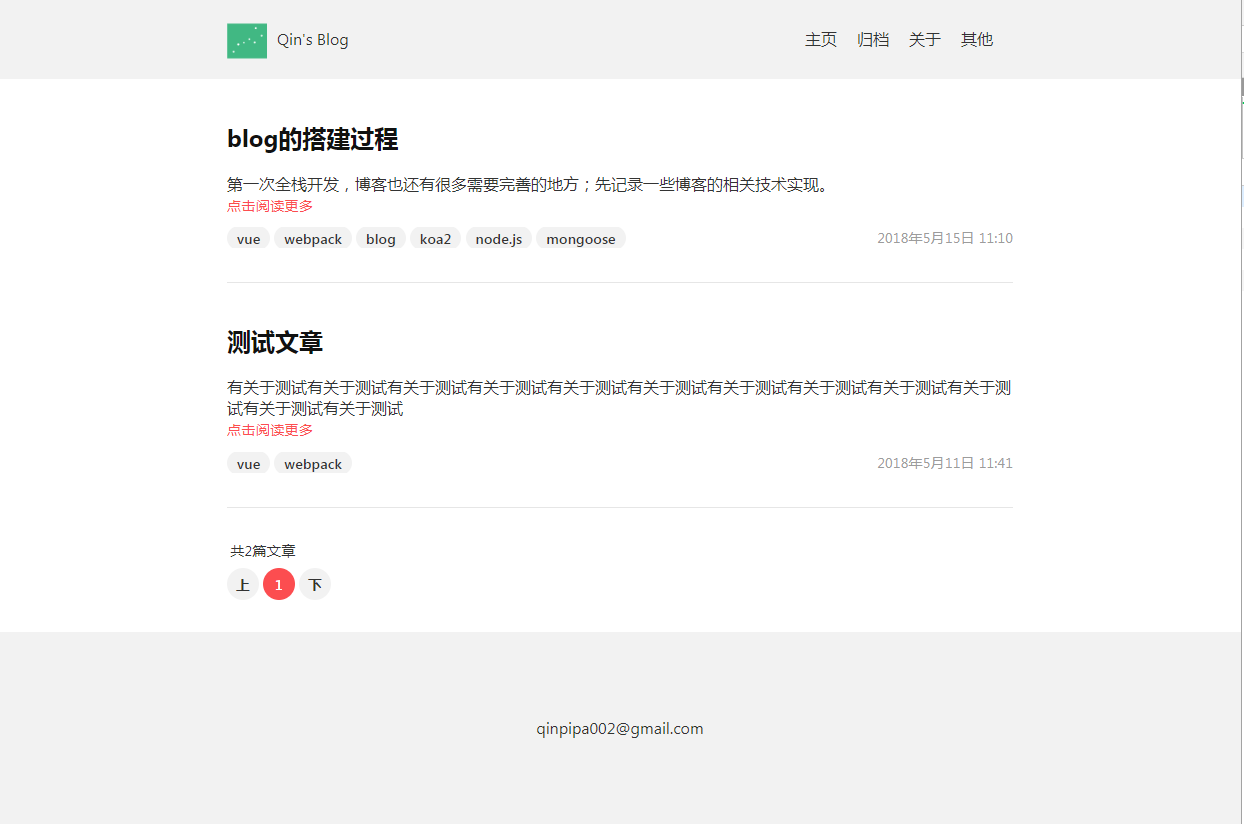 Qin's Blog 主页 归档 关于 其他
blog的搭建过程
第一次全栈开发，博客也还有很多需要完善的地方；先记录一些博客的相关技术实现。
点击阅读更多
vue webpack blog koa2 node.js mongoose 2018年5月15日 11:10
测试文章
有关于测试有关于测试有关于测试有关于测试有关于测试有关于测试有关于测试有关于测试有关于测试有关于测
试有关于测试有关于测试
点击阅读更多
vue webpack 2018年5月11日 11:41
共2篇文章
上 1 下
qinpipa002@gmail.com